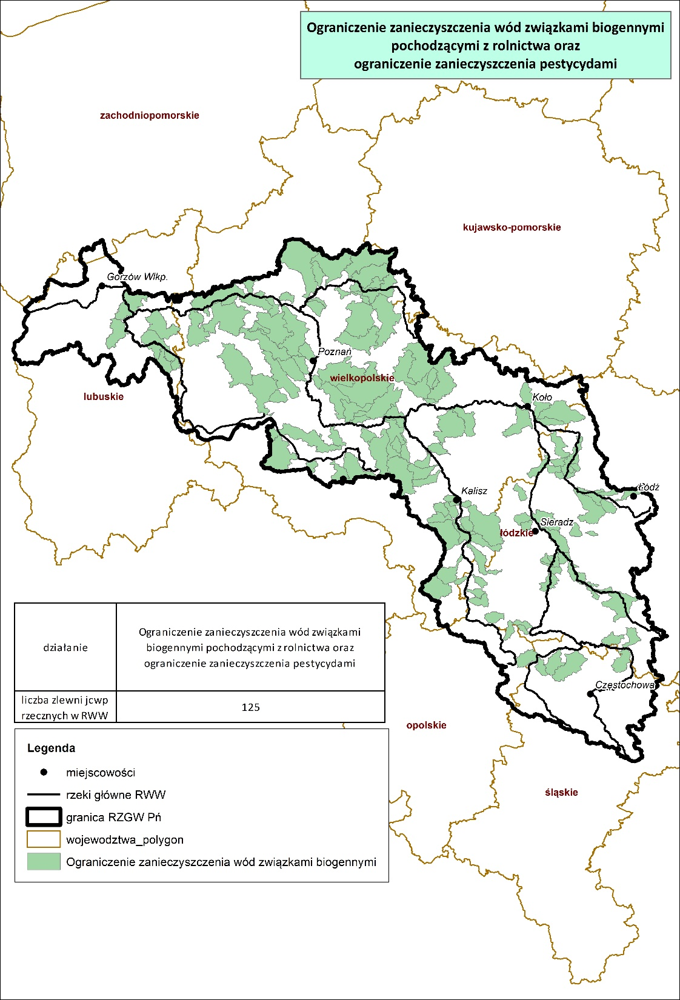 Ograniczenie zanieczyszczenia wód związkami biogennymi
pochodzącymi z rolnictwa oraz
ograniczenie zanieczyszczenia pestycydami
zachodniopomorskie
kujawsko-pomorskie
Gorzów Wlkp.
Poznań
wielkopolskie
lubuskie
Koło
Kalisz
Łódź
Sieradz
łódzkie
działanie
Ograniczenie zanieczyszczenia wód związkami
biogennymi pochodzącymi z rolnictwa oraz
ograniczenie zanieczyszczenia pestycydami
liczba zlewni jcwp
rzecznych w RWW
125
Częstochowa
opolskie
śląskie
Legenda
miejscowości
rzeki główne RWW
granica RZGW Pń
wojewodztwa_polygon
Ograniczenie zanieczyszczenia wód związkami biogennymi